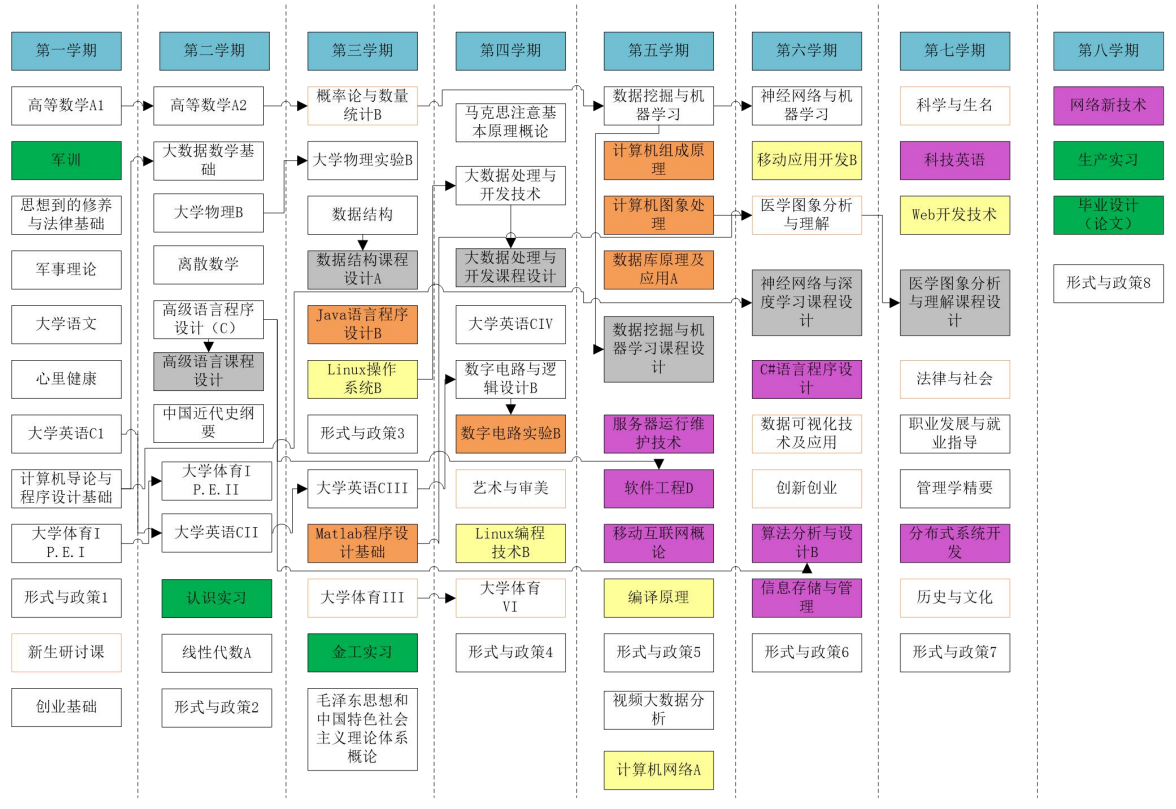 第一学期
高等数学A1
军训
思想到的修养
与法律基础
军事理论
大学语文
心里健康
大学英语C1
计算机导论与
程序设计基础
大学体育I
P.E.I
形式与政策1
新生研讨课
创业基础
第二学期
高等数学A2
大数据数学基
础
大学物理B
离散数学
高级语言程序
设计（C）
高级语言课程
设计
中国近代史纲
要
大学体育I
P.E.II
大学英语CII
认识实习
线性代数A
形式与政策2
第三学期
概率论与数量
统计B
大学物理实验B
数据结构
数据结构课程
设计A
Java语言程序
设计B
Linux操作
系统B
形式与政策3
大学英语CIII
Matlab程序设
计基础
大学体育III
金工实习
毛泽东思想和
中国特色社会
主义理论体系
概论
第四学期
马克思注意基
本原理概论
大数据处理与
开发技术
大数据处理与
开发课程设计
大学英语CIV
数字电路与逻
辑设计B
数字电路实验B
艺术与审美
Linux编程
技术B
大学体育
VI
形式与政策4
第五学期
数据挖掘与机
器学习
计算机组成原
理
计算机图象处
理
数据库原理及
应用A
数据挖掘与机
器学习课程设
计
服务器运行维
护技术
软件工程D
移动互联网概
论
编译原理
形式与政策5
视频大数据分
析
计算机网络A
第六学期
神经网络与机
器学习
移动应用开发B
医学图象分析
与理解
神经网络与深
度学习课程设
计
C#语言程序设
计
数据可视化技
术及应用
创新创业
算法分析与设
计B
信息存储与管
理
形式与政策6
第七学期
科学与生名
科技英语
Web开发技术
医学图象分析
与理解课程设
计
法律与社会
职业发展与就
业指导
管理学精要
分布式系统开
发
历史与文化
形式与政策7
第八学期
网络新技术
生产实习
毕业设计
（论文）
形式与政策8